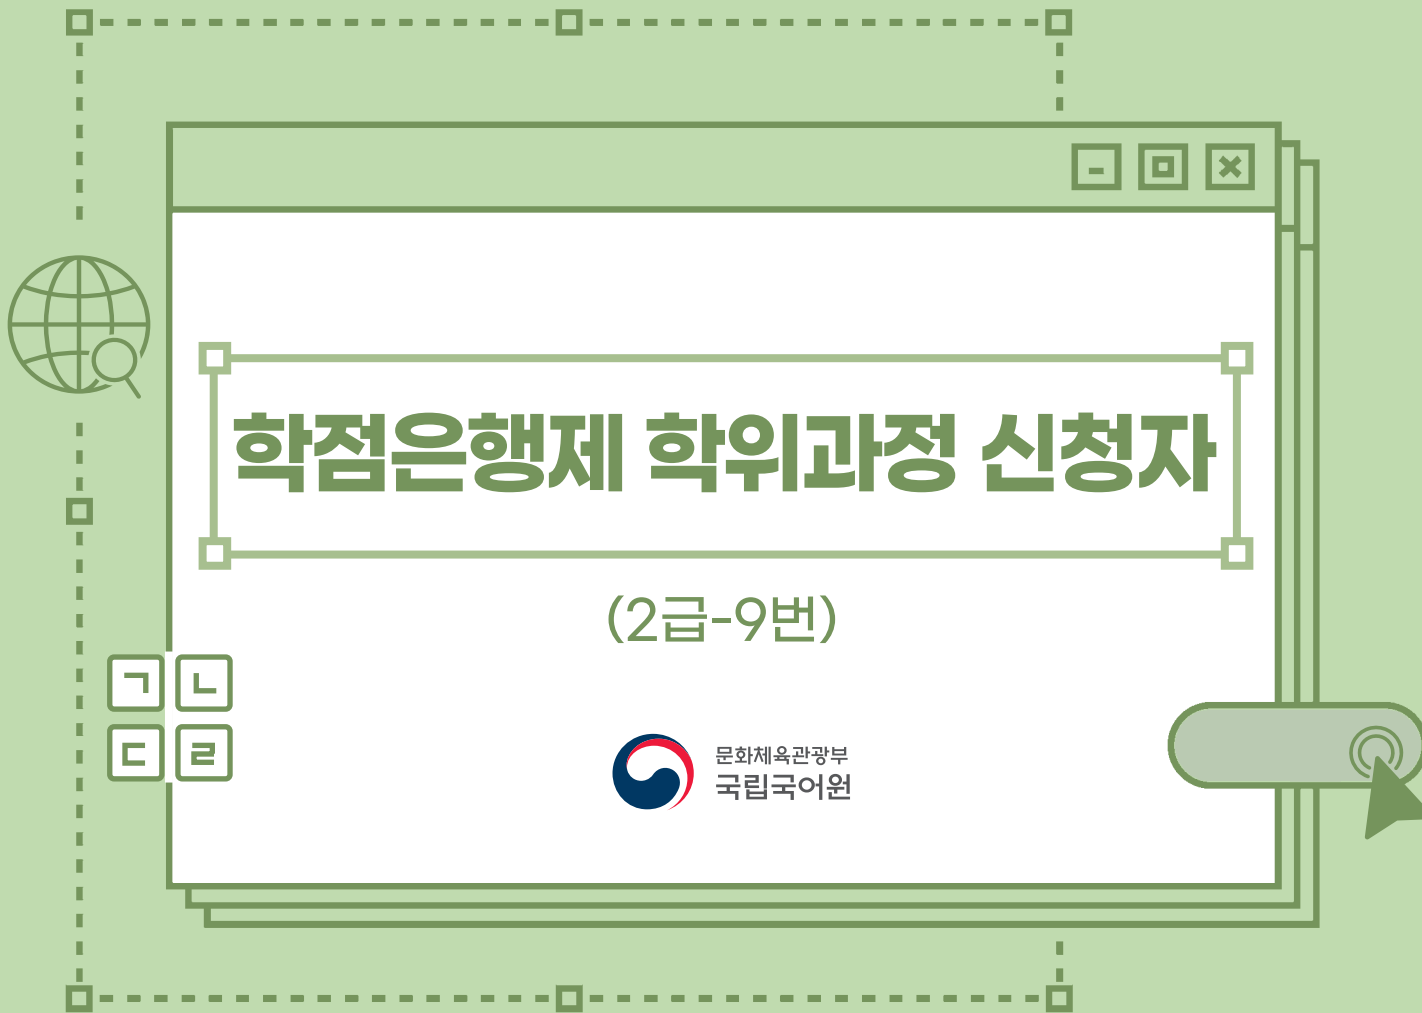 학점은행제 학위과정 신청자
(2급-9번)
ㄱ ㄴ
ㄷ ㄹ
문화체육관광부
국립국어원